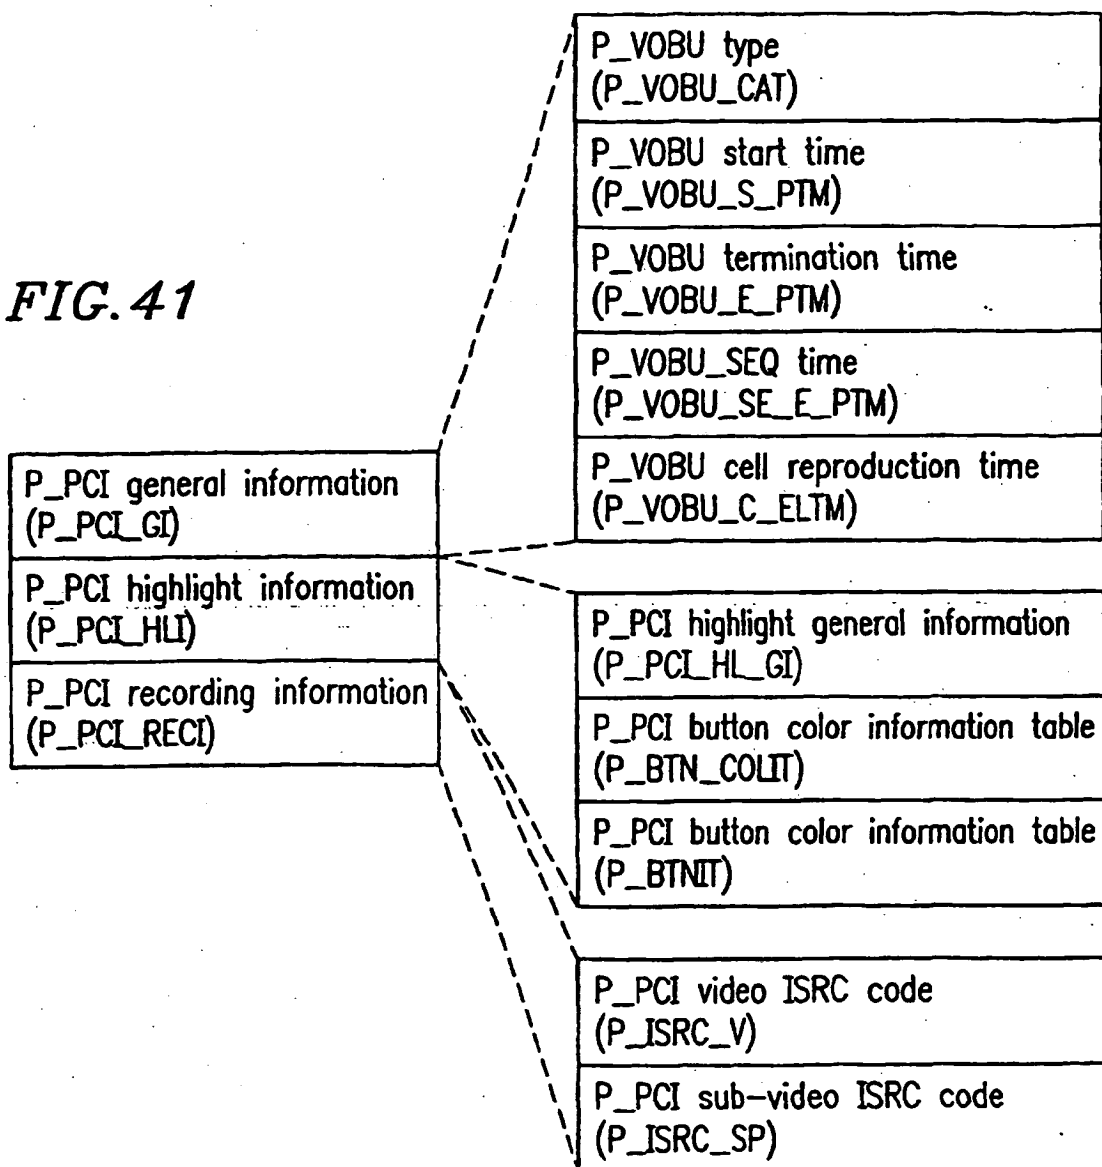 FIG.41
P_PCI general information
(P_PCI_GI)
P_PCI highlight information
(P_PCI_HLI)
P_PCI recording information
(P_PCI_RECI)
P_VOBU type
(P_VOBU_CAT)
P_VOBU start time
(P_VOBU_S_PTM)
P_VOBU termination time
(P_VOBU_E_PTM)
P_VOBU_SEQ time
(P_VOBU_SE_E_PTM)
P_VOBU cell reproduction time
(P_VOBU_C_ELTM)
P_PCI highlight general information
(P_PCI_HL_GI)
P_PCI button color information table
(P_BTN_COLIT)
P_PCI button color information table
(P_BTNIT)
P_PCI video ISRC code
(P_ISRC_V)
P_PCI sub-video ISRC code
(P_ISRC_SP)